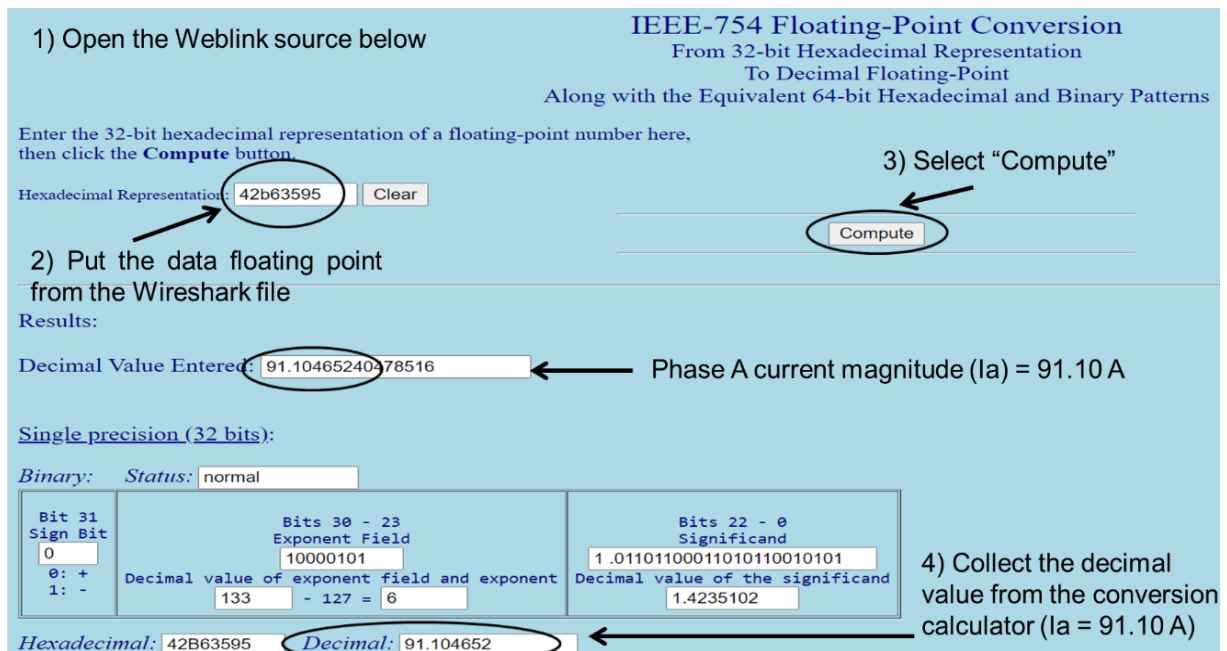 1) Open the Weblink source below
IEEE-754 Floating-Point Conversion
From 32-bit Hexadecimal Representation
To Decimal Floating-Point
Along with the Equivalent 64-bit Hexadecimal and Binary Patterns
Enter the 32-bit hexadecimal representation of a floating-point number here,
then click the Compute button.
3) Select “Compute”
Hexadecimal Representation: 42b63595 Clear
Compute
2) Put the data floating point
from the Wireshark file
Results:
Decimal Value Entered: 91.10465240478516
Phase A current magnitude (Ia) = 91.10 A
Single precision (32 bits):
Binary: Status: normal
Bit 31
Sign Bit
0
0: +
1: -
Bits 30 - 23
Exponent Field
10000101
Decimal value of exponent field and exponent
133 - 127 = 6
Bits 22 - 0
Significand
1 .01101100011010110010101
Decimal value of the significand
1.4235102
4) Collect the decimal
value from the conversion
calculator (Ia = 91.10 A)
Hexadecimal: 42B63595 Decimal: 91.104652